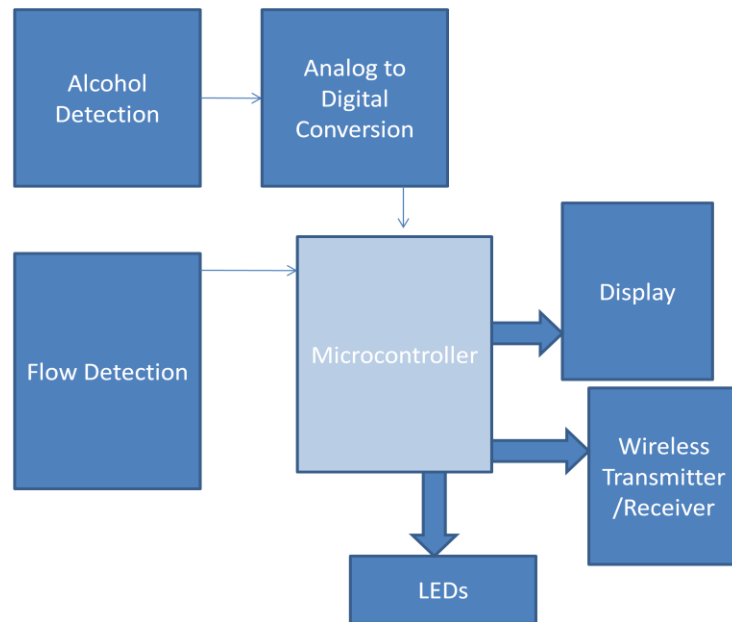 Alcohol
Detection
Analog to
Digital
Conversion
Flow Detection
Microcontroller
Display
Wireless
Transmitter
/Receiver
LEDs